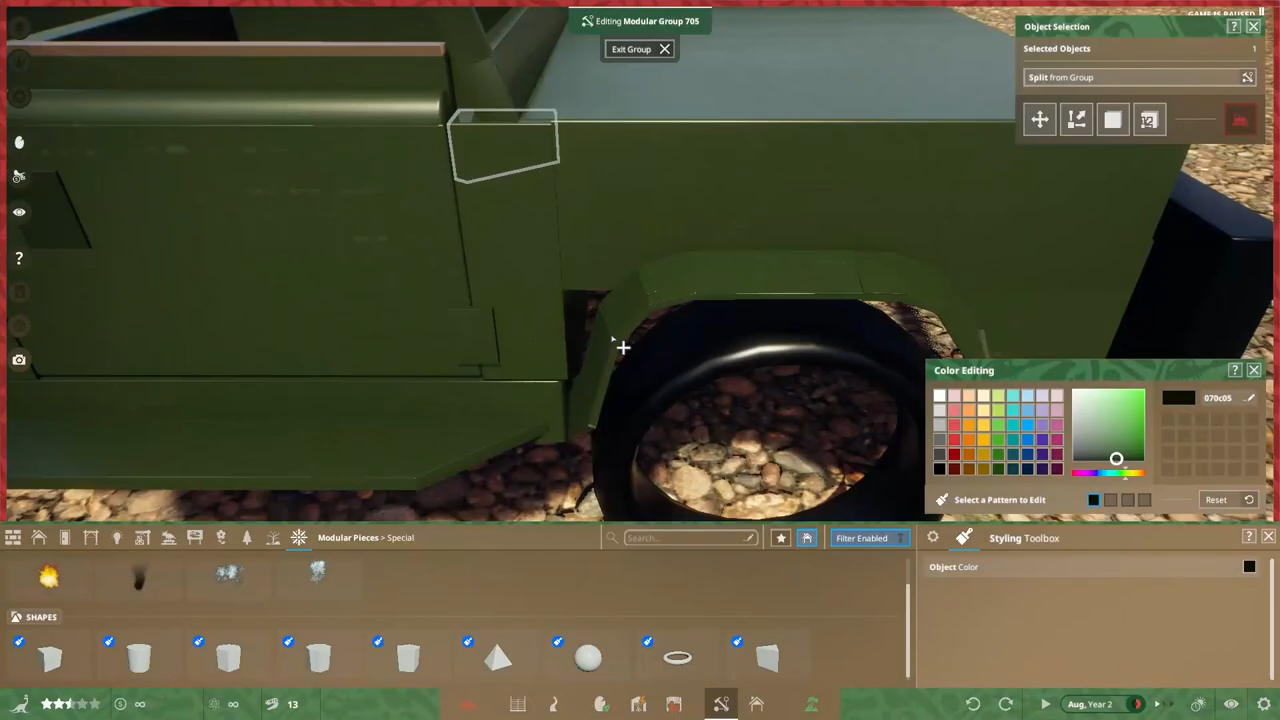 GAME IS PAUSED
Editing Modular Group 705
Exit Group
Object Selection
?
Selected Objects 1
Split from Group
12
?
Color Editing
?
070c05
Select a Pattern to Edit
Reset
Modular Pieces > Special
Search...
Filter Enabled
Styling Toolbox
?
Object Color
SHAPES
∞
∞
13
Aug, Year 2